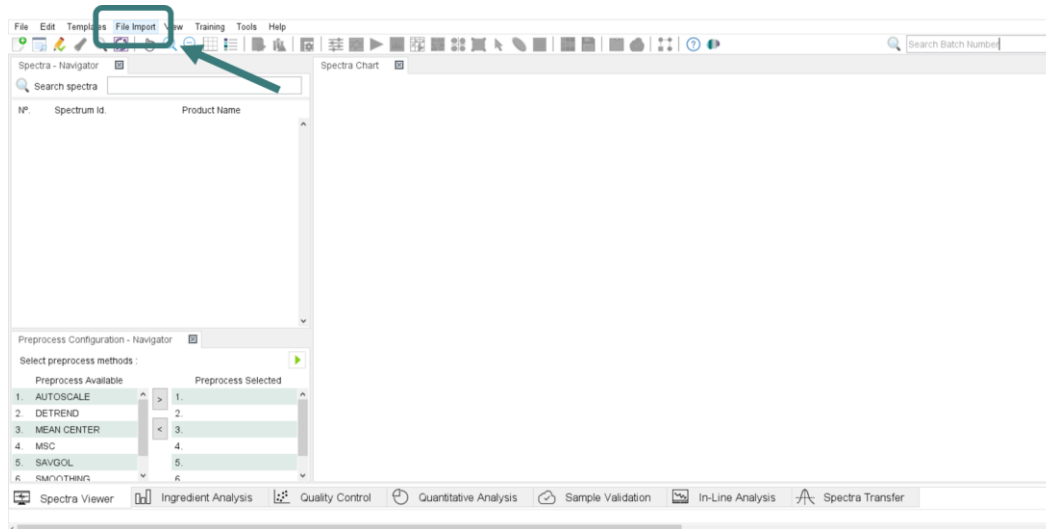 File Edit Templates File Import View Training Tools Help
Search Batch Number
Spectra - Navigator
Spectra Chart
Search spectra
Nº. Spectrum Id. Product Name
Preprocess Configuration - Navigator
Select preprocess methods :
Preprocess Available Preprocess Selected
1. AUTOSCALE > 1.
2. DETREND 2.
3. MEAN CENTER < 3.
4. MSC 4.
5. SAVGOL 5.
6. SMOOTHING 6.
Spectra Viewer Ingredient Analysis Quality Control Quantitative Analysis Sample Validation In-Line Analysis Spectra Transfer